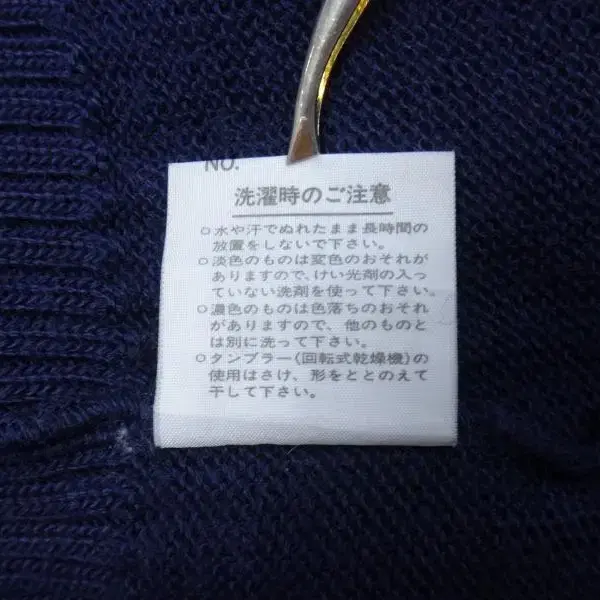 NO.
洗濯時のご注意
○水や汗でぬれたまま長時間の
放置をしないで下さい。
○淡色のものは変色のおそれが
ありますので、けい光剤の入っ
ていない洗剤を使って下さい。
○濃色のものは色落ちのおそれ
がありますので、他のものと
は別に洗って下さい。
○タンブラー(回転式乾燥機)の
使用はさけ、形をととのえて
干して下さい。